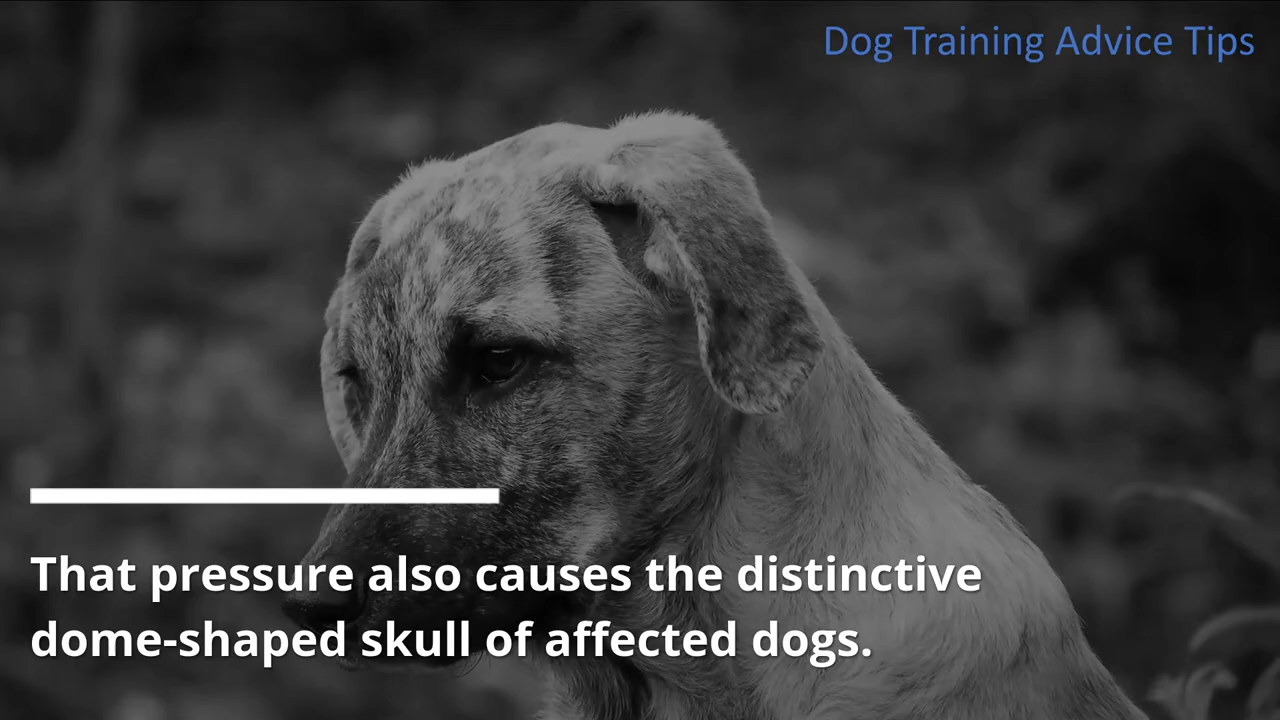 Dog Training Advice Tips
That pressure also causes the distinctive
dome-shaped skull of affected dogs.